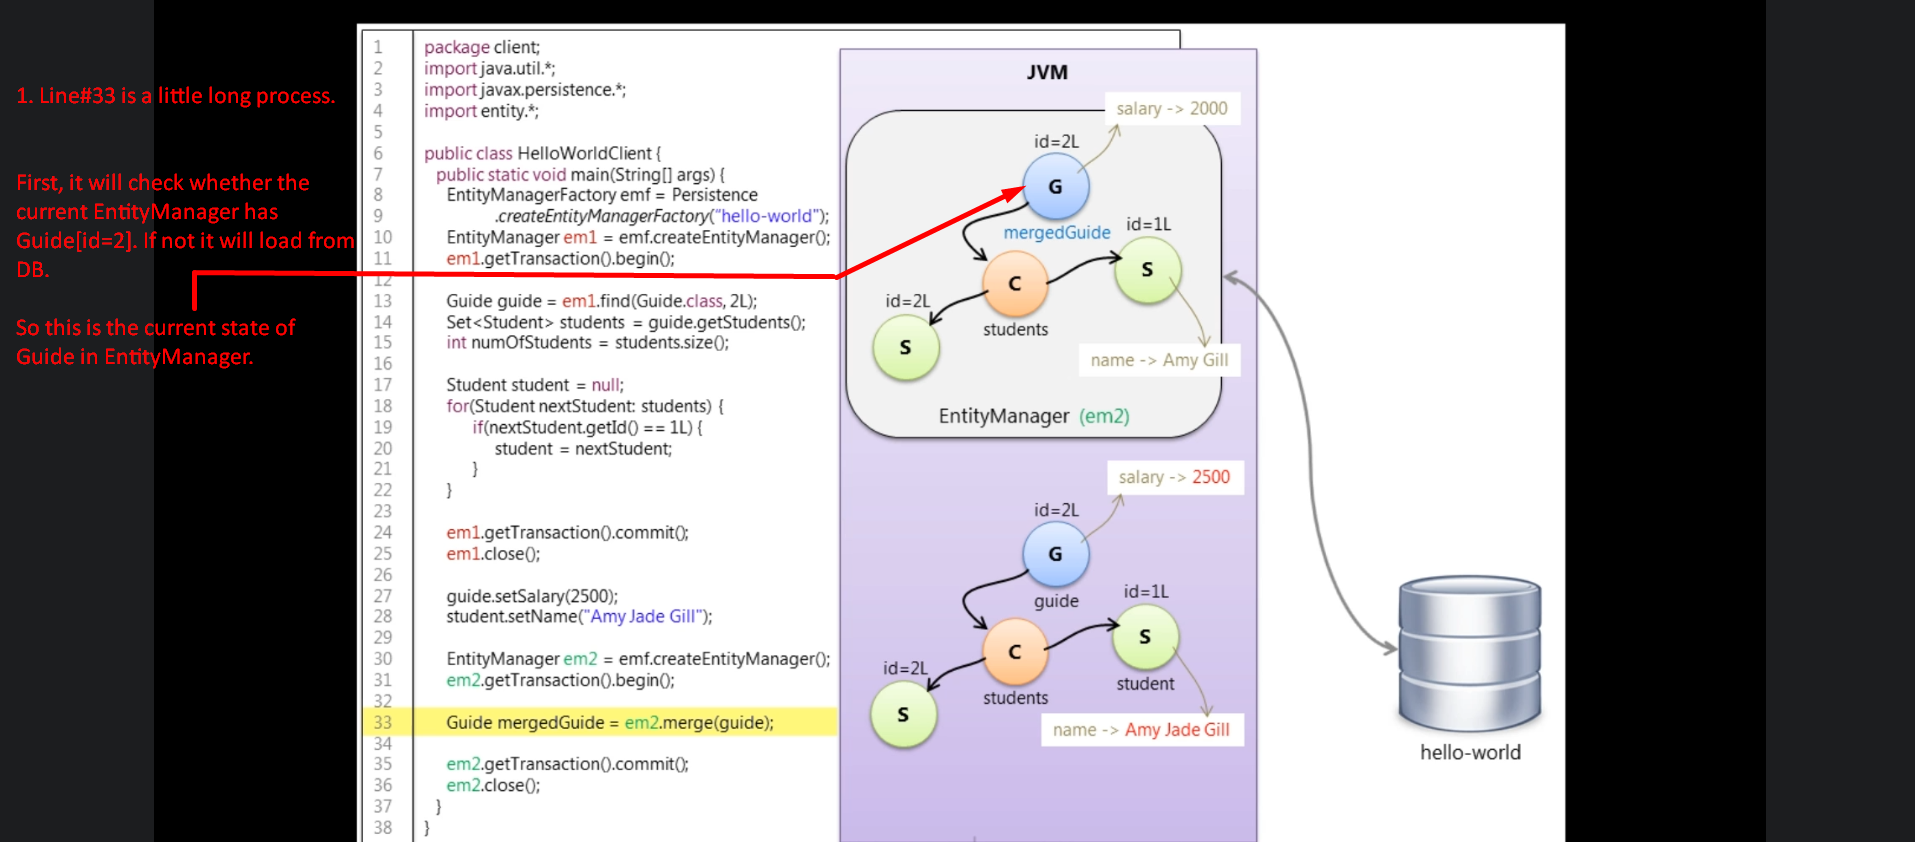 1. Line#33 is a little long process.
First, it will check whether the
current EntityManager has
Guide[id=2]. If not it will load from
DB.
So this is the current state of
Guide in EntityManager.
1 package client;
2 import java.util.*;
3 import javax.persistence.*;
4 import entity.*;
5
6 public class HelloWorldClient {
7 public static void main(String[] args) {
8 EntityManagerFactory emf = Persistence
9 .createEntityManagerFactory("hello-world");
10 EntityManager em1 = emf.createEntityManager();
11 em1.getTransaction().begin();
12
13 Guide guide = em1.find(Guide.class, 2L);
14 Set<Student> students = guide.getStudents();
15 int numOfStudents = students.size();
16
17 Student student = null;
18 for(Student nextStudent: students) {
19 if(nextStudent.getId() == 1L) {
20 student = nextStudent;
21 }
22 }
23
24 em1.getTransaction().commit();
25 em1.close();
26
27 guide.setSalary(2500);
28 student.setName("Amy Jade Gill");
29
30 EntityManager em2 = emf.createEntityManager();
31 em2.getTransaction().begin();
32
33 Guide mergedGuide = em2.merge(guide);
34
35 em2.getTransaction().commit();
36 em2.close();
37 }
38 }
JVM
salary -> 2000
id=2L
G
mergedGuide
id=1L
S
C
students
id=2L
S
name -> Amy Gill
EntityManager (em2)
salary -> 2500
id=2L
G
guide
id=1L
S
student
C
students
id=2L
S
name -> Amy Jade Gill
hello-world